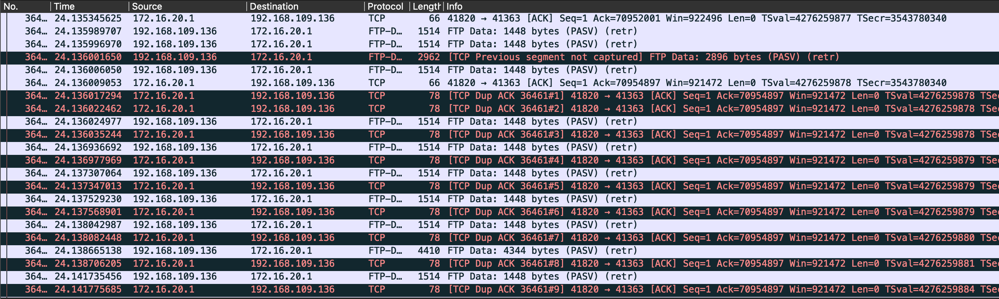 No. Time Source Destination Protocol Length Info
364… 24.135345625 172.16.20.1 192.168.109.136 TCP 66 41820 → 41363 [ACK] Seq=1 Ack=70952001 Win=922496 Len=0 TSval=4276259877 TSecr=3543780340
364… 24.135989707 192.168.109.136 172.16.20.1 FTP-D… 1514 FTP Data: 1448 bytes (PASV) (retr)
364… 24.135996970 192.168.109.136 172.16.20.1 FTP-D… 1514 FTP Data: 1448 bytes (PASV) (retr)
364… 24.136001650 192.168.109.136 172.16.20.1 FTP-D… 2962 [TCP Previous segment not captured] FTP Data: 2896 bytes (PASV) (retr)
364… 24.136006050 192.168.109.136 172.16.20.1 FTP-D… 1514 FTP Data: 1448 bytes (PASV) (retr)
364… 24.136009053 172.16.20.1 192.168.109.136 TCP 66 41820 → 41363 [ACK] Seq=1 Ack=70954897 Win=921472 Len=0 TSval=4276259878 TSecr=3543780340
364… 24.136017294 172.16.20.1 192.168.109.136 TCP 78 [TCP Dup ACK 36461#1] 41820 → 41363 [ACK] Seq=1 Ack=70954897 Win=921472 Len=0 TSval=4276259878 TSe
364… 24.136022462 172.16.20.1 192.168.109.136 TCP 78 [TCP Dup ACK 36461#2] 41820 → 41363 [ACK] Seq=1 Ack=70954897 Win=921472 Len=0 TSval=4276259878 TSe
364… 24.136024977 192.168.109.136 172.16.20.1 FTP-D… 1514 FTP Data: 1448 bytes (PASV) (retr)
364… 24.136035244 172.16.20.1 192.168.109.136 TCP 78 [TCP Dup ACK 36461#3] 41820 → 41363 [ACK] Seq=1 Ack=70954897 Win=921472 Len=0 TSval=4276259878 TSe
364… 24.136936692 192.168.109.136 172.16.20.1 FTP-D… 1514 FTP Data: 1448 bytes (PASV) (retr)
364… 24.136977969 172.16.20.1 192.168.109.136 TCP 78 [TCP Dup ACK 36461#4] 41820 → 41363 [ACK] Seq=1 Ack=70954897 Win=921472 Len=0 TSval=4276259879 TSe
364… 24.137307064 192.168.109.136 172.16.20.1 FTP-D… 1514 FTP Data: 1448 bytes (PASV) (retr)
364… 24.137347013 172.16.20.1 192.168.109.136 TCP 78 [TCP Dup ACK 36461#5] 41820 → 41363 [ACK] Seq=1 Ack=70954897 Win=921472 Len=0 TSval=4276259879 TSe
364… 24.137529230 192.168.109.136 172.16.20.1 FTP-D… 1514 FTP Data: 1448 bytes (PASV) (retr)
364… 24.137568901 172.16.20.1 192.168.109.136 TCP 78 [TCP Dup ACK 36461#6] 41820 → 41363 [ACK] Seq=1 Ack=70954897 Win=921472 Len=0 TSval=4276259879 TSe
364… 24.138042987 192.168.109.136 172.16.20.1 FTP-D… 1514 FTP Data: 1448 bytes (PASV) (retr)
364… 24.138082448 172.16.20.1 192.168.109.136 TCP 78 [TCP Dup ACK 36461#7] 41820 → 41363 [ACK] Seq=1 Ack=70954897 Win=921472 Len=0 TSval=4276259880 TSe
364… 24.138665138 192.168.109.136 172.16.20.1 FTP-D… 4410 FTP Data: 4344 bytes (PASV) (retr)
364… 24.138706205 172.16.20.1 192.168.109.136 TCP 78 [TCP Dup ACK 36461#8] 41820 → 41363 [ACK] Seq=1 Ack=70954897 Win=921472 Len=0 TSval=4276259881 TSe
364… 24.141735456 192.168.109.136 172.16.20.1 FTP-D… 1514 FTP Data: 1448 bytes (PASV) (retr)
364… 24.141775685 172.16.20.1 192.168.109.136 TCP 78 [TCP Dup ACK 36461#9] 41820 → 41363 [ACK] Seq=1 Ack=70954897 Win=921472 Len=0 TSval=4276259884 TSe